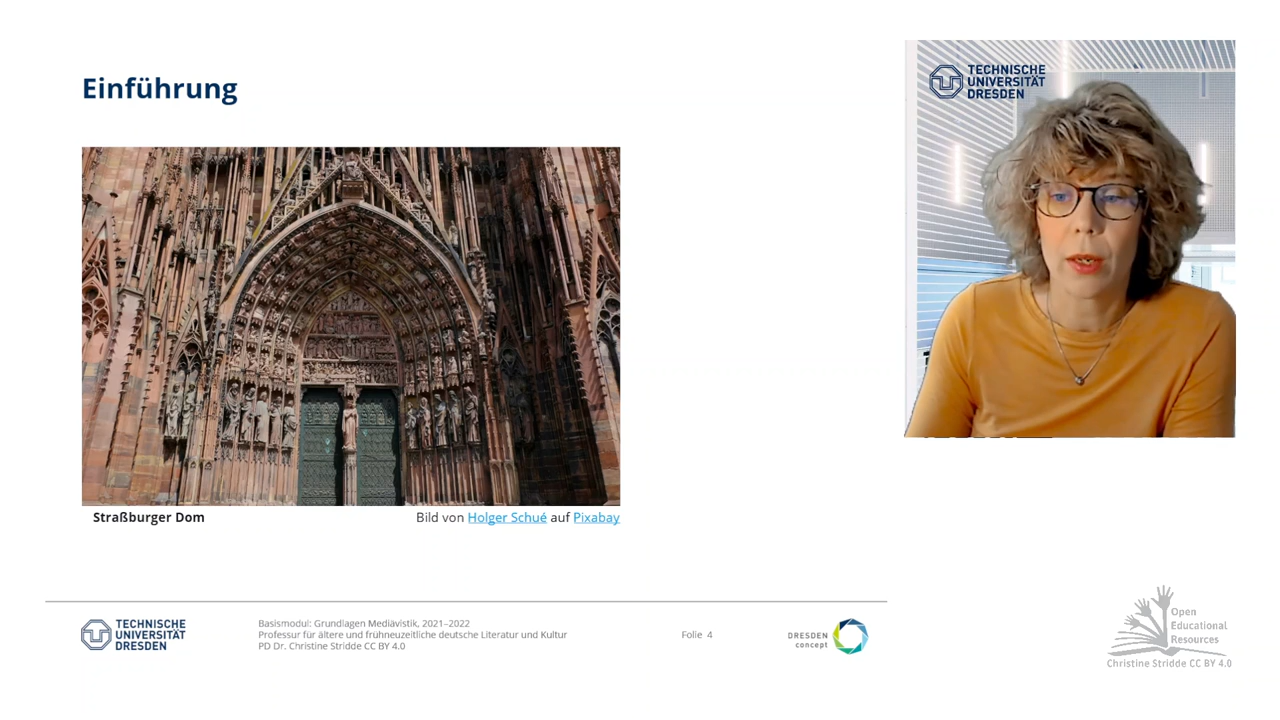 Einführung
TECHNISCHE
UNIVERSITÄT
DRESDEN
Straßburger Dom
Bild von Holger Schué auf Pixabay
TECHNISCHE
UNIVERSITÄT
DRESDEN
Basismodul: Grundlagen Mediävistik, 2021–2022
Professur für ältere und frühneuzeitliche deutsche Literatur und Kultur
PD Dr. Christine Stridde CC BY 4.0
Folie 4
DRESDEN
concept
Open
Educational
Resources
Christine Stridde CC BY 4.0